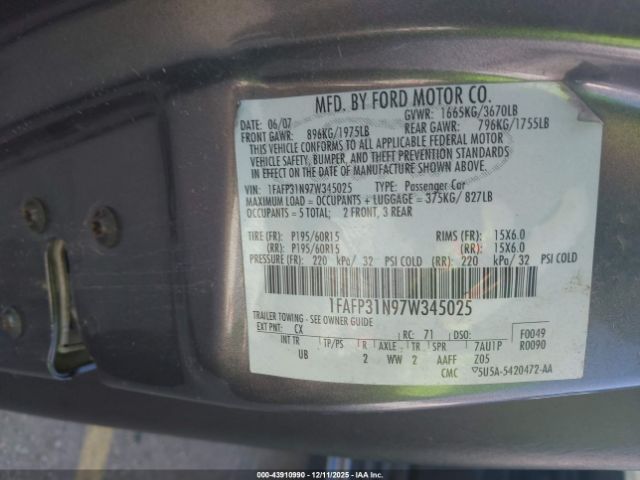 MFD. BY FORD MOTOR CO.
06/07 GVWR: 1665KG/3670LB
FRONT GAWR: 896KG/1975LB REAR GAWR: 796KG/1755LB
THIS VEHICLE CONFORMS TO ALL APPLICABLE FEDERAL MOTOR
VEHICLE SAFETY, BUMPER, AND THEFT PREVENTION STANDARDS
IN EFFECT ON THE DATE OF MANUFACTURE SHOWN ABOVE.
VIN: 1FAFP31N97W345025 TYPE: Passenger Car
MAXIMUM LOAD = OCCUPANTS + LUGGAGE = 375KG/ 827LB
OCCUPANTS = 5 TOTAL; 2 FRONT, 3 REAR
TIRE (FR): P195/60R15 RIMS (FR): 15X6.0
(RR): P195/60R15 (RR): 15X6.0
PRESSURE (FR): 220 kPa/ 32 PSI COLD (RR): 220 kPa/ 32 PSI COLD
1FAFP31N97W345025
TRAILER TOWING - SEE OWNER GUIDE
EXT PNT: CX RC: 71 DSO: F0049
INT TR TP/PS R AXLE TR SPR 7AU1P R0090
UB 2 WW 2 AAFF Z05
CMC ▽5U5A-5420472-AA
000-43910990 - 12/11/2025 - IAA Inc.